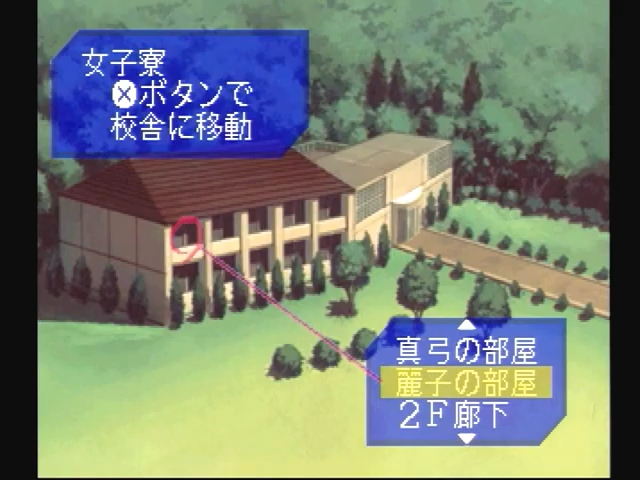 女子寮
ⓧボタンで
校舎に移動
真弓の部屋
麗子の部屋
2F廊下